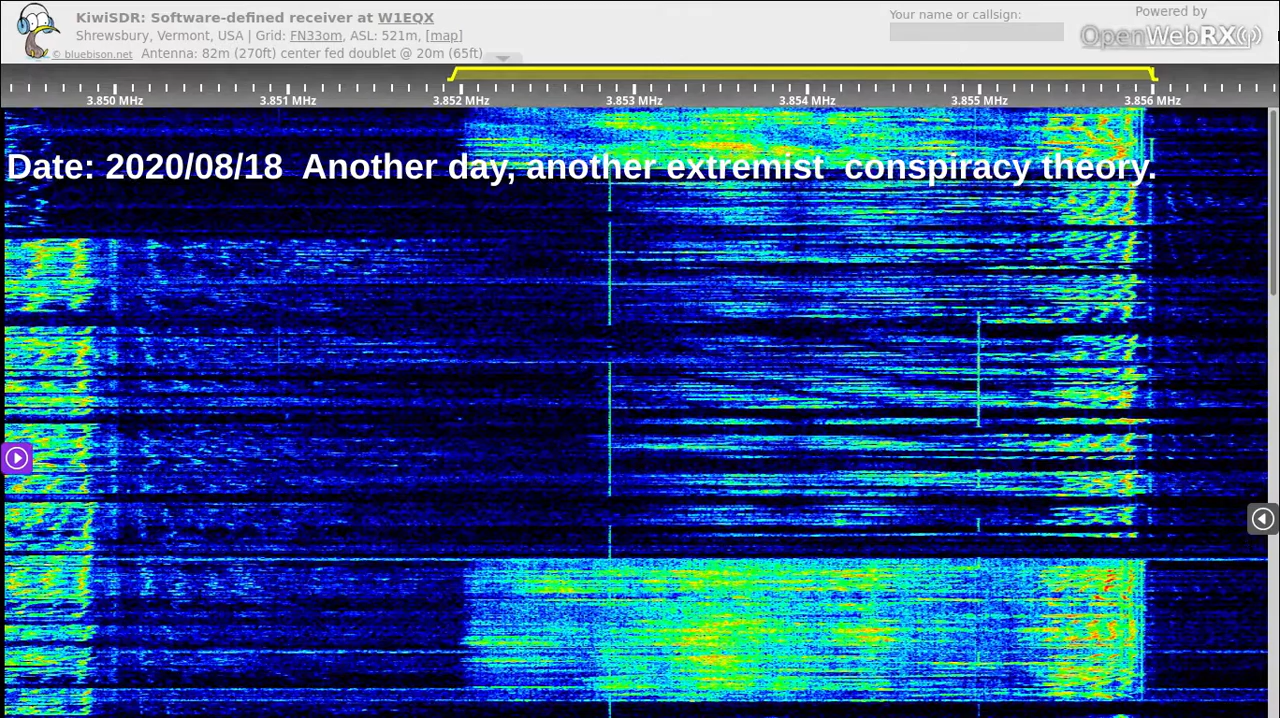 KiwiSDR: Software-defined receiver at W1EQX
Shrewsbury, Vermont, USA | Grid: FN33om, ASL: 521m, [map]
© bluebison.net Antenna: 82m (270ft) center fed doublet @ 20m (65ft)
Your name or callsign:
Powered by
OpenWebRX
3.850 MHz 3.851 MHz 3.852 MHz 3.853 MHz 3.854 MHz 3.855 MHz 3.856 MHz
Date: 2020/08/18 Another day, another extremist conspiracy theory.